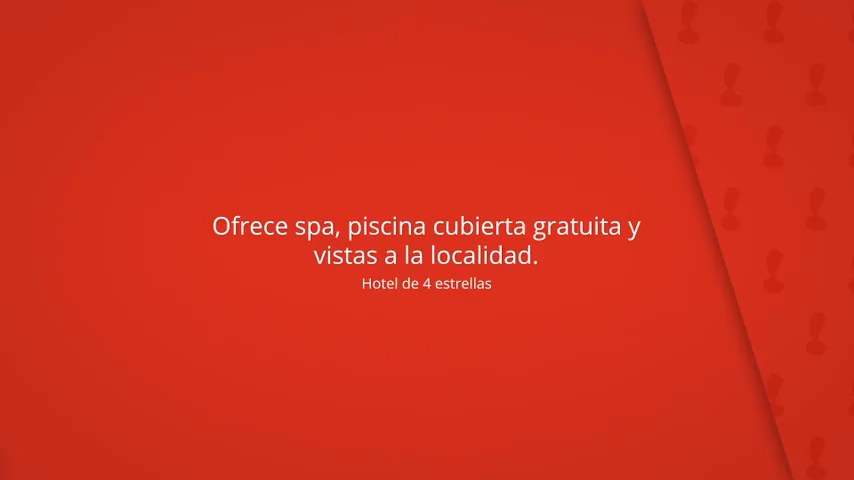 Ofrece spa, piscina cubierta gratuita y
vistas a la localidad.
Hotel de 4 estrellas